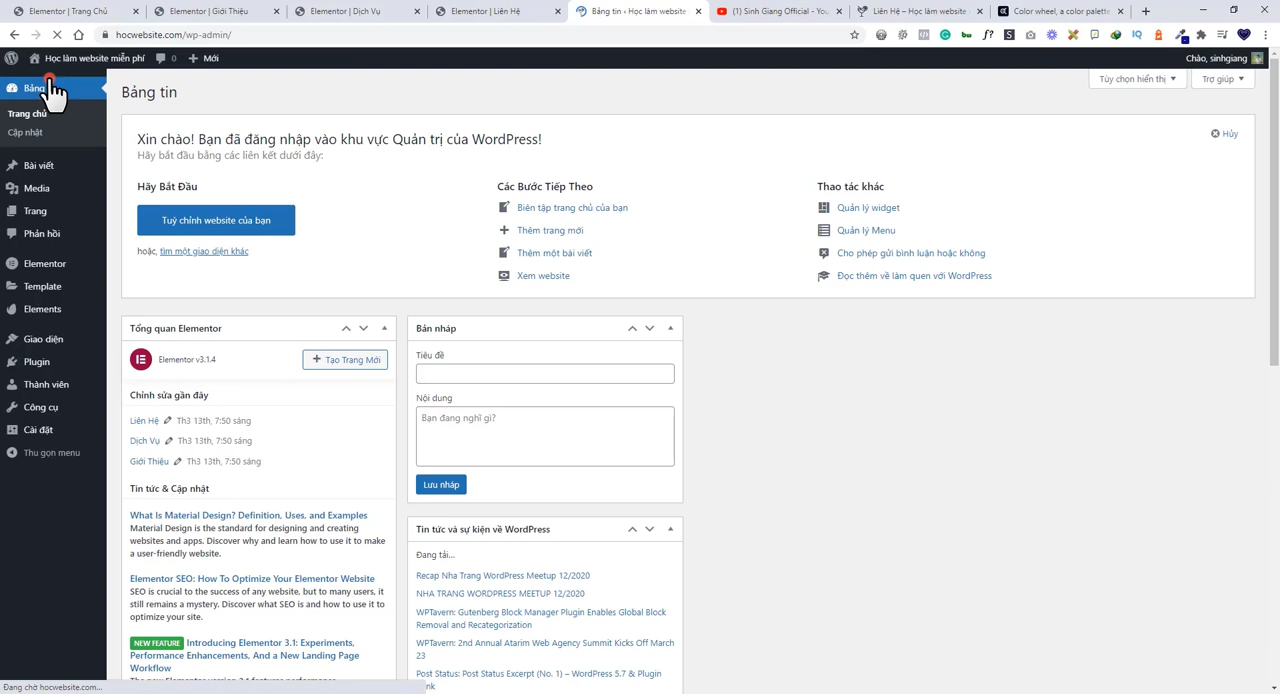 Elementor | Trang Chủ
Elementor | Giới Thiệu
Elementor | Dịch Vụ
Elementor | Liên Hệ
Bảng tin ‹ Học làm website
(1) Sinh Giang Official - You
Liên Hệ – Học làm website
Color wheel, a color palette
hocwebsite.com/wp-admin/
Học làm website miễn phí
0
Mới
Chào, sinhgiang
Bảng
Trang chủ
Cập nhật
Bài viết
Media
Trang
Phản hồi
Elementor
Template
Elements
Giao diện
Plugin
Thành viên
Công cụ
Cài đặt
Thu gọn menu
Bảng tin
Tùy chọn hiển thị
Trợ giúp
Xin chào! Bạn đã đăng nhập vào khu vực Quản trị của WordPress!
Hãy bắt đầu bằng các liên kết dưới đây:
Hủy
Hãy Bắt Đầu
Tuỳ chỉnh website của bạn
hoặc, tìm một giao diện khác
Các Bước Tiếp Theo
Biên tập trang chủ của bạn
Thêm trang mới
Thêm một bài viết
Xem website
Thao tác khác
Quản lý widget
Quản lý Menu
Cho phép gửi bình luận hoặc không
Đọc thêm về làm quen với WordPress
Tổng quan Elementor
Elementor v3.1.4
Tạo Trang Mới
Chỉnh sửa gần đây
Liên Hệ Th3 13th, 7:50 sáng
Dịch Vụ Th3 13th, 7:50 sáng
Giới Thiệu Th3 13th, 7:50 sáng
Tin tức & Cập nhật
What Is Material Design? Definition, Uses, and Examples
Material Design is the standard for designing and creating
websites and apps. Discover why and learn how to use it to make
a user-friendly website.
Elementor SEO: How To Optimize Your Elementor Website
SEO is crucial to the success of any website, but to many users, it
still remains a mystery. Discover what SEO is and how to use it to
optimize your site.
NEW FEATURE Introducing Elementor 3.1: Experiments,
Performance Enhancements, And a New Landing Page
Workflow
Bản nháp
Tiêu đề
Nội dung
Bạn đang nghĩ gì?
Lưu nháp
Tin tức và sự kiện về WordPress
Đang tải...
Recap Nha Trang WordPress Meetup 12/2020
NHA TRANG WORDPRESS MEETUP 12/2020
WPTavern: Gutenberg Block Manager Plugin Enables Global Block
Removal and Recategorization
WPTavern: 2nd Annual Atarim Web Agency Summit Kicks Off March
23
Post Status: Post Status Excerpt (No. 1) – WordPress 5.7 & Plugin
Đang chờ hocwebsite.com...